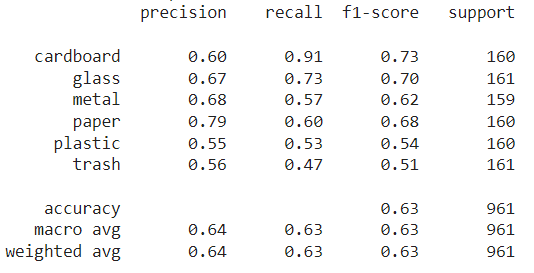 precision recall f1-score support
cardboard 0.60 0.91 0.73 160
glass 0.67 0.73 0.70 161
metal 0.68 0.57 0.62 159
paper 0.79 0.60 0.68 160
plastic 0.55 0.53 0.54 160
trash 0.56 0.47 0.51 161
accuracy 0.63 961
macro avg 0.64 0.63 0.63 961
weighted avg 0.64 0.63 0.63 961